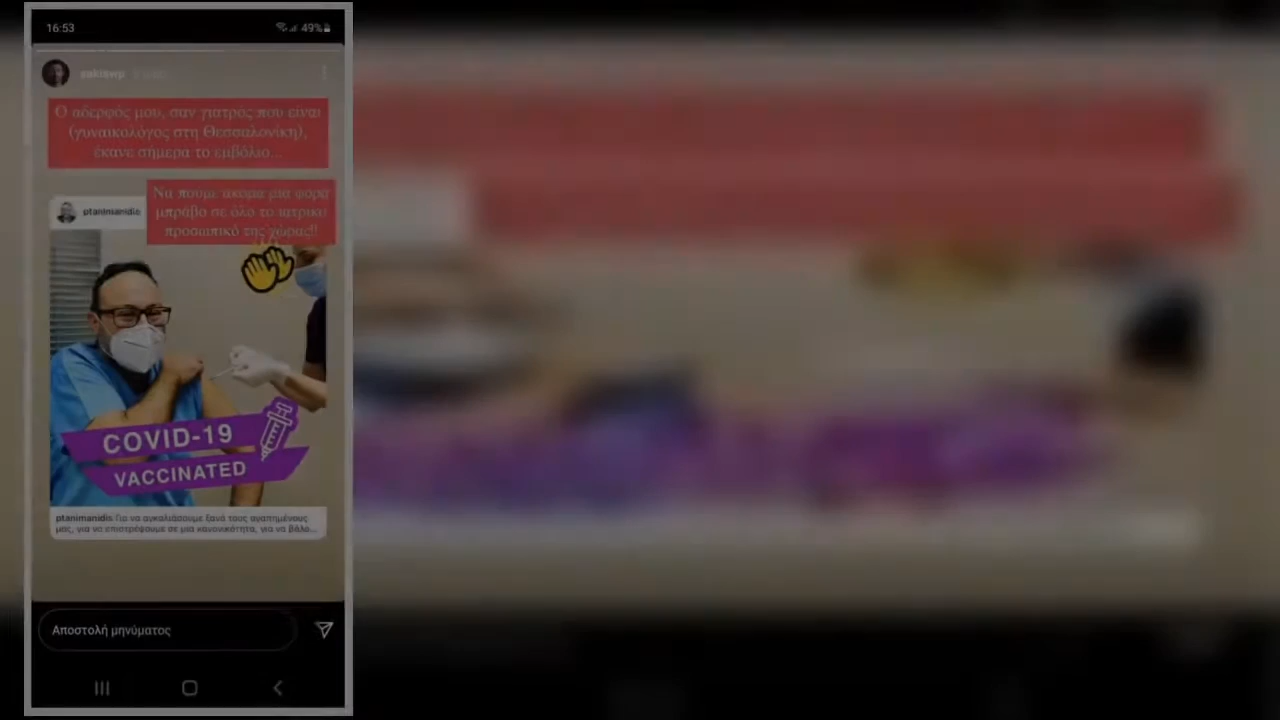 16:53
49%
sakisvip
Ο αδερφός μου, σαν γιατρός που είναι
(γυναικολόγος στη Θεσσαλονίκη),
έκανε σήμερα το εμβόλιο...
Να πούμε ακόμα μια φορά
μπράβο σε όλο το ιατρικό
προσωπικό της χώρας!!
ptanimanidis
COVID-19
VACCINATED
ptanimanidis Για να αγκαλιάσουμε ξανά τους αγαπημένους
μας, για να επιστρέψουμε σε μια κανονικότητα, για να βάλο...
Αποστολή μηνύματος